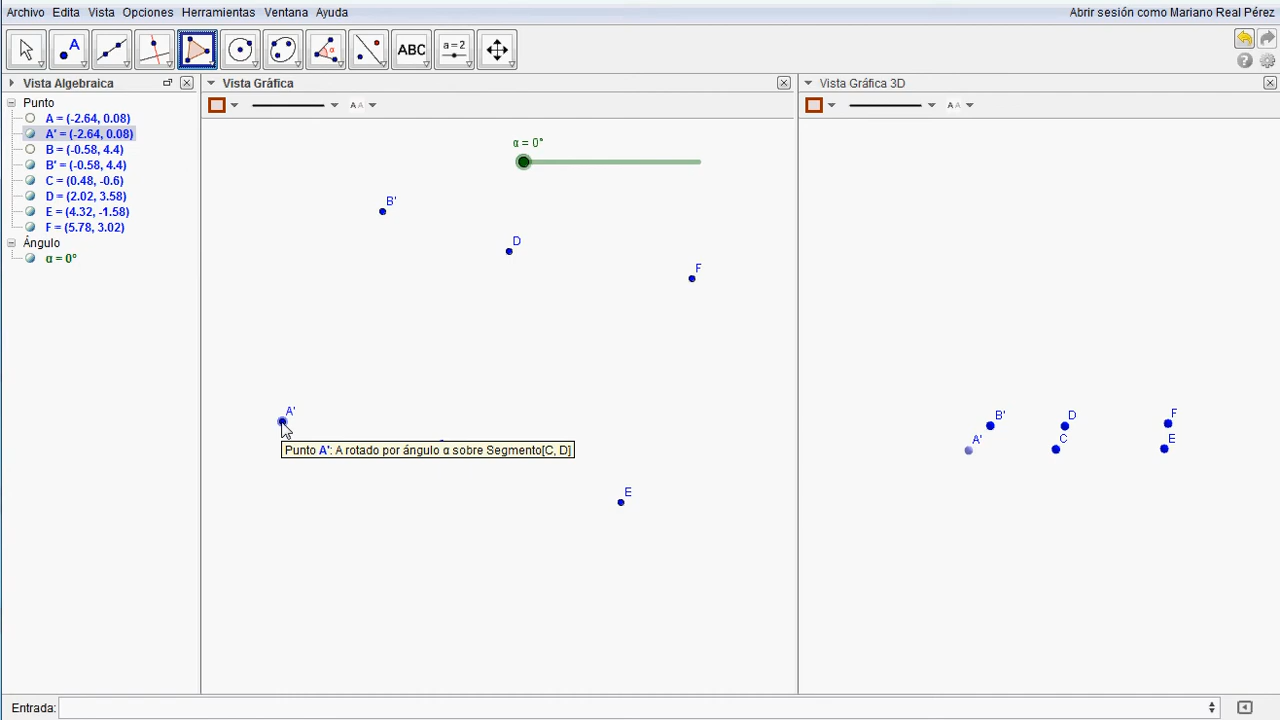 Archivo Edita Vista Opciones Herramientas Ventana Ayuda Abrir sesión como Mariano Real Pérez
A ABC a=2 α
Vista Algebraica Vista Gráfica Vista Gráfica 3D
A A A A
Punto
A = (-2.64, 0.08)
A' = (-2.64, 0.08)
B = (-0.58, 4.4)
B' = (-0.58, 4.4)
C = (0.48, -0.6)
D = (2.02, 3.58)
E = (4.32, -1.58)
F = (5.78, 3.02)
Ángulo
α = 0°
α = 0°
B'
D
F
A'
Punto A': A rotado por ángulo α sobre Segmento[C, D]
E
B' D F
A' C E
Entrada: